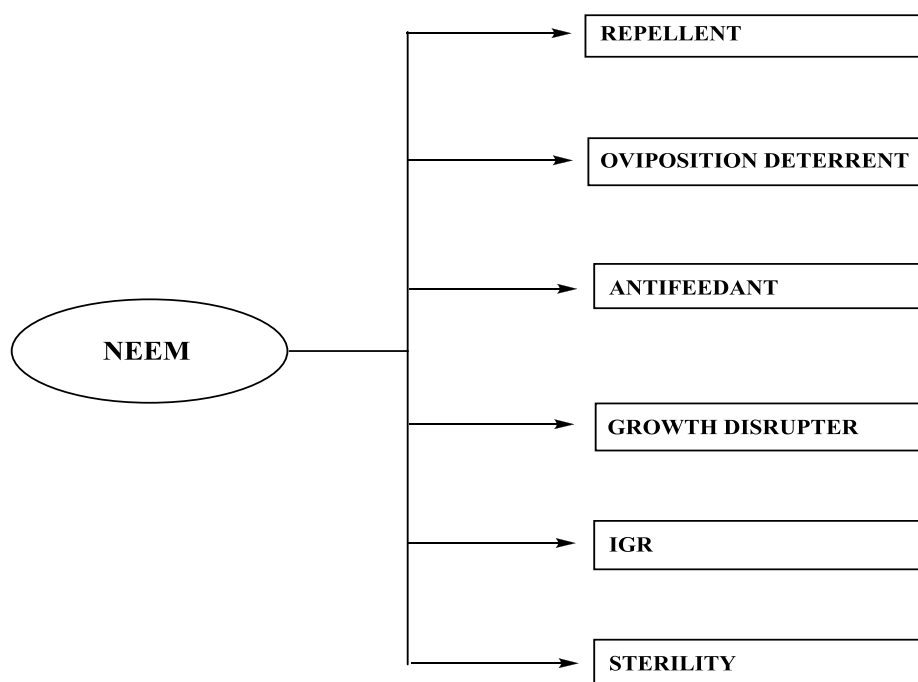 REPELLENT
OVIPOSITION DETERRENT
ANTIFEEDANT
NEEM
GROWTH DISRUPTER
IGR
STERILITY